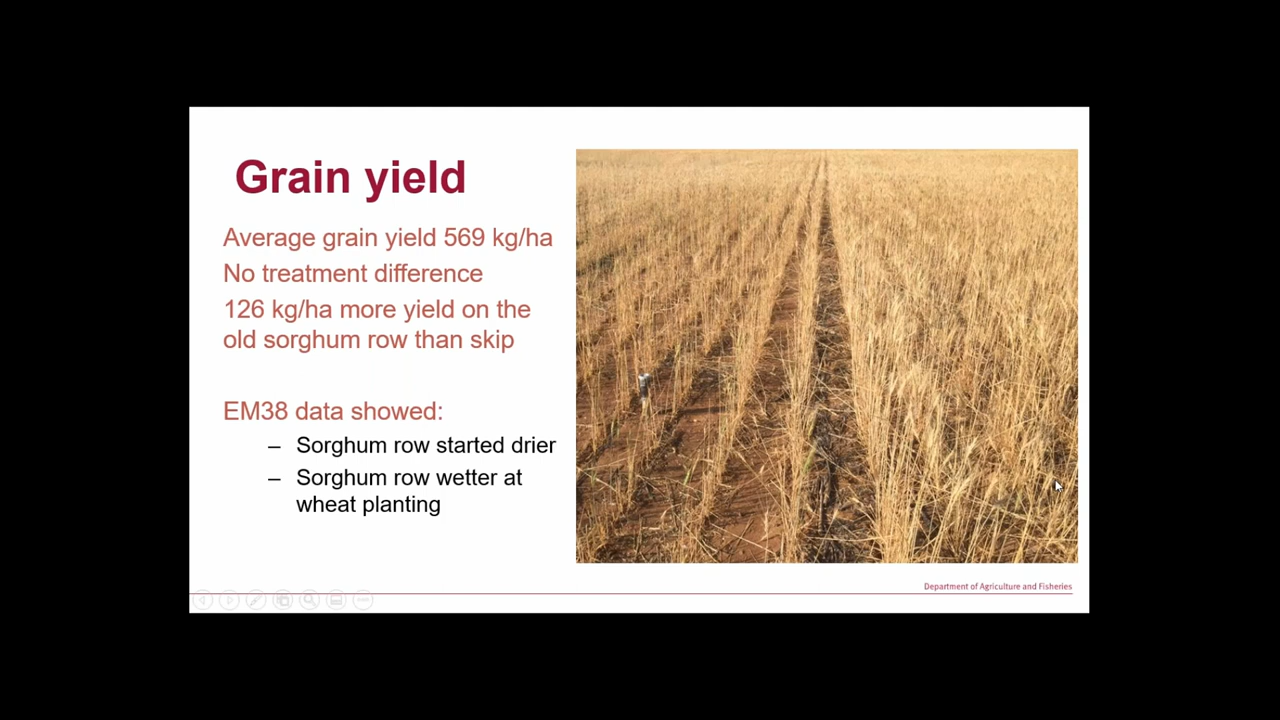 Grain yield
Average grain yield 569 kg/ha
No treatment difference
126 kg/ha more yield on the
old sorghum row than skip
EM38 data showed:
– Sorghum row started drier
– Sorghum row wetter at
wheat planting
Department of Agriculture and Fisheries